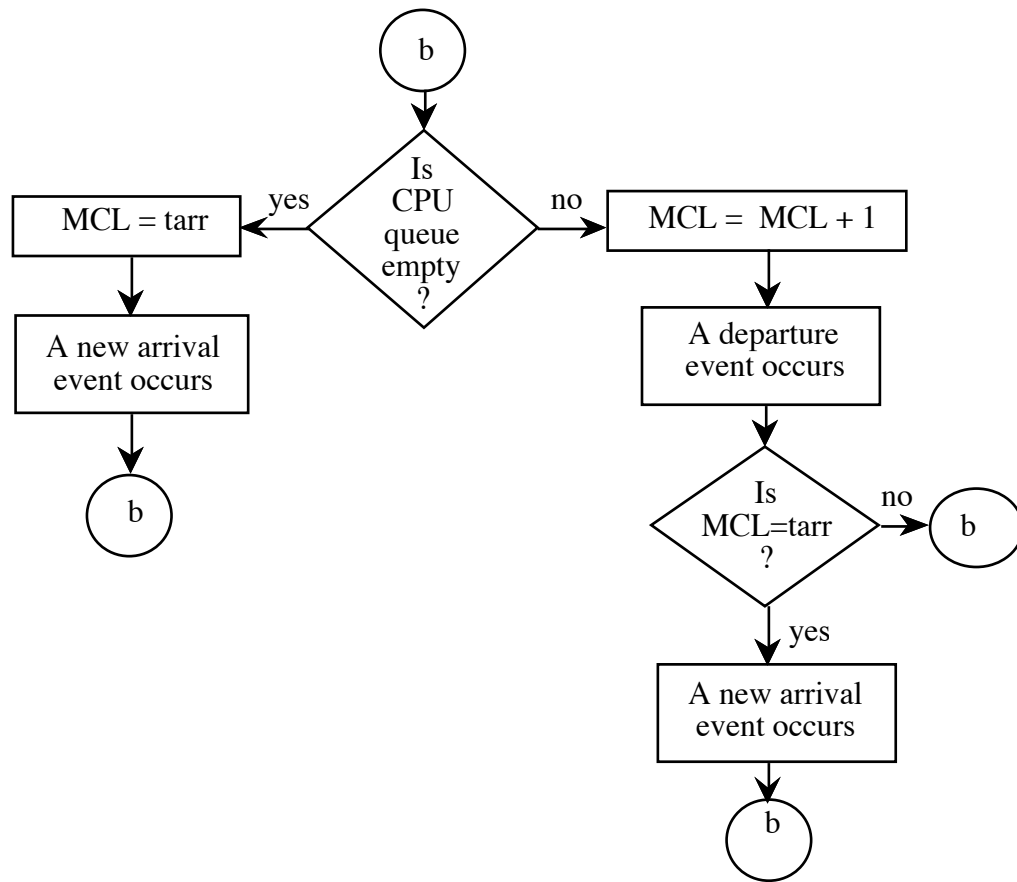 b
Is
CPU
queue
empty
?
yes
no
MCL = tarr
A new arrival
event occurs
b
MCL = MCL + 1
A departure
event occurs
Is
MCL=tarr
?
no
b
yes
A new arrival
event occurs
b